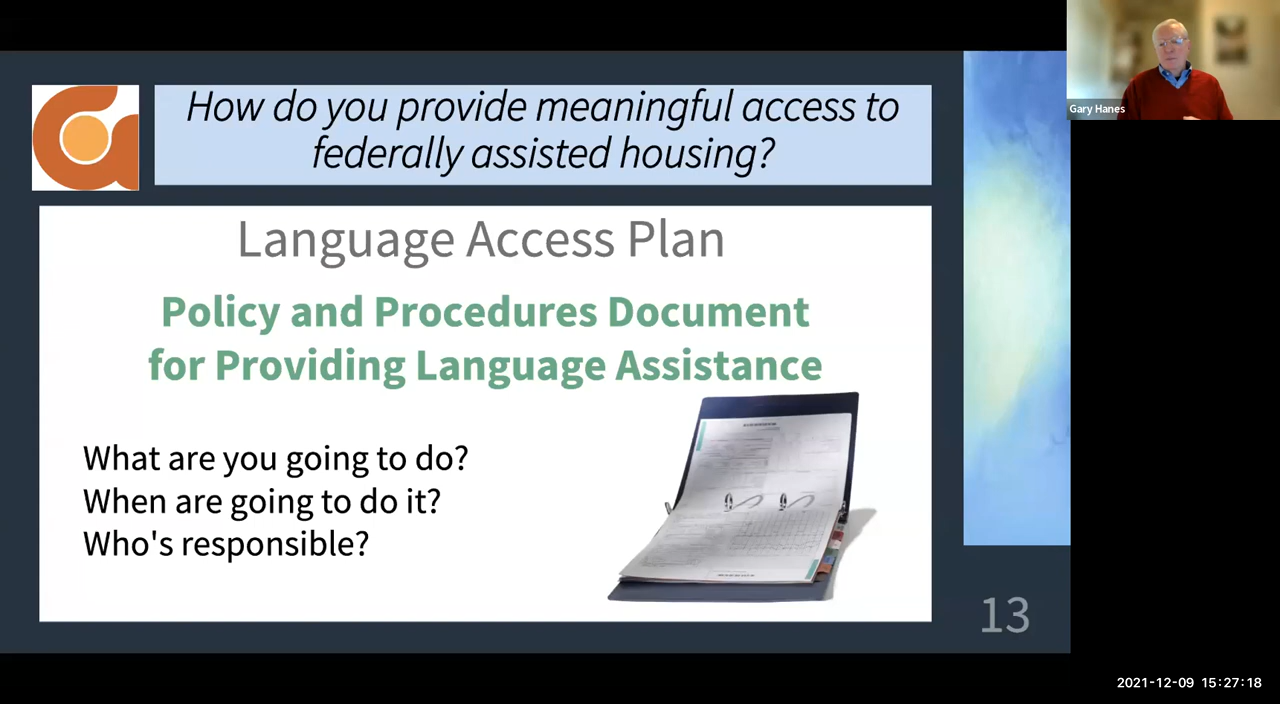 How do you provide meaningful access to
federally assisted housing?
Language Access Plan
Policy and Procedures Document
for Providing Language Assistance
What are you going to do?
When are going to do it?
Who's responsible?
13
Gary Hanes
2021-12-09 15:27:18